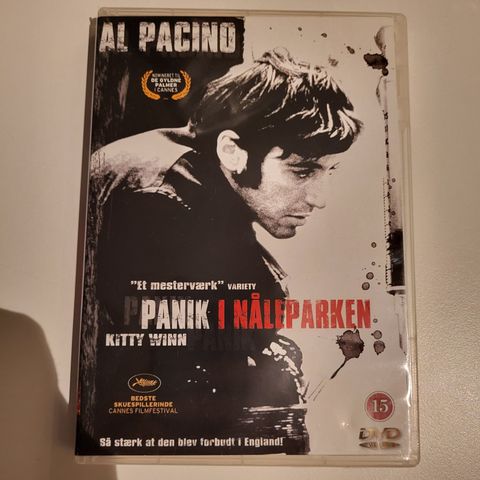 AL PACINO
NOMINERET TIL
DE GYLDNE
PALMER
I CANNES
"Et mesterværk" VARIETY
PANIK I NÅLEPARKEN
KITTY WINN
BEDSTE
SKUESPILLERINDE
CANNES FILMFESTIVAL
15
Så stærk at den blev forbudt i England!
DVD